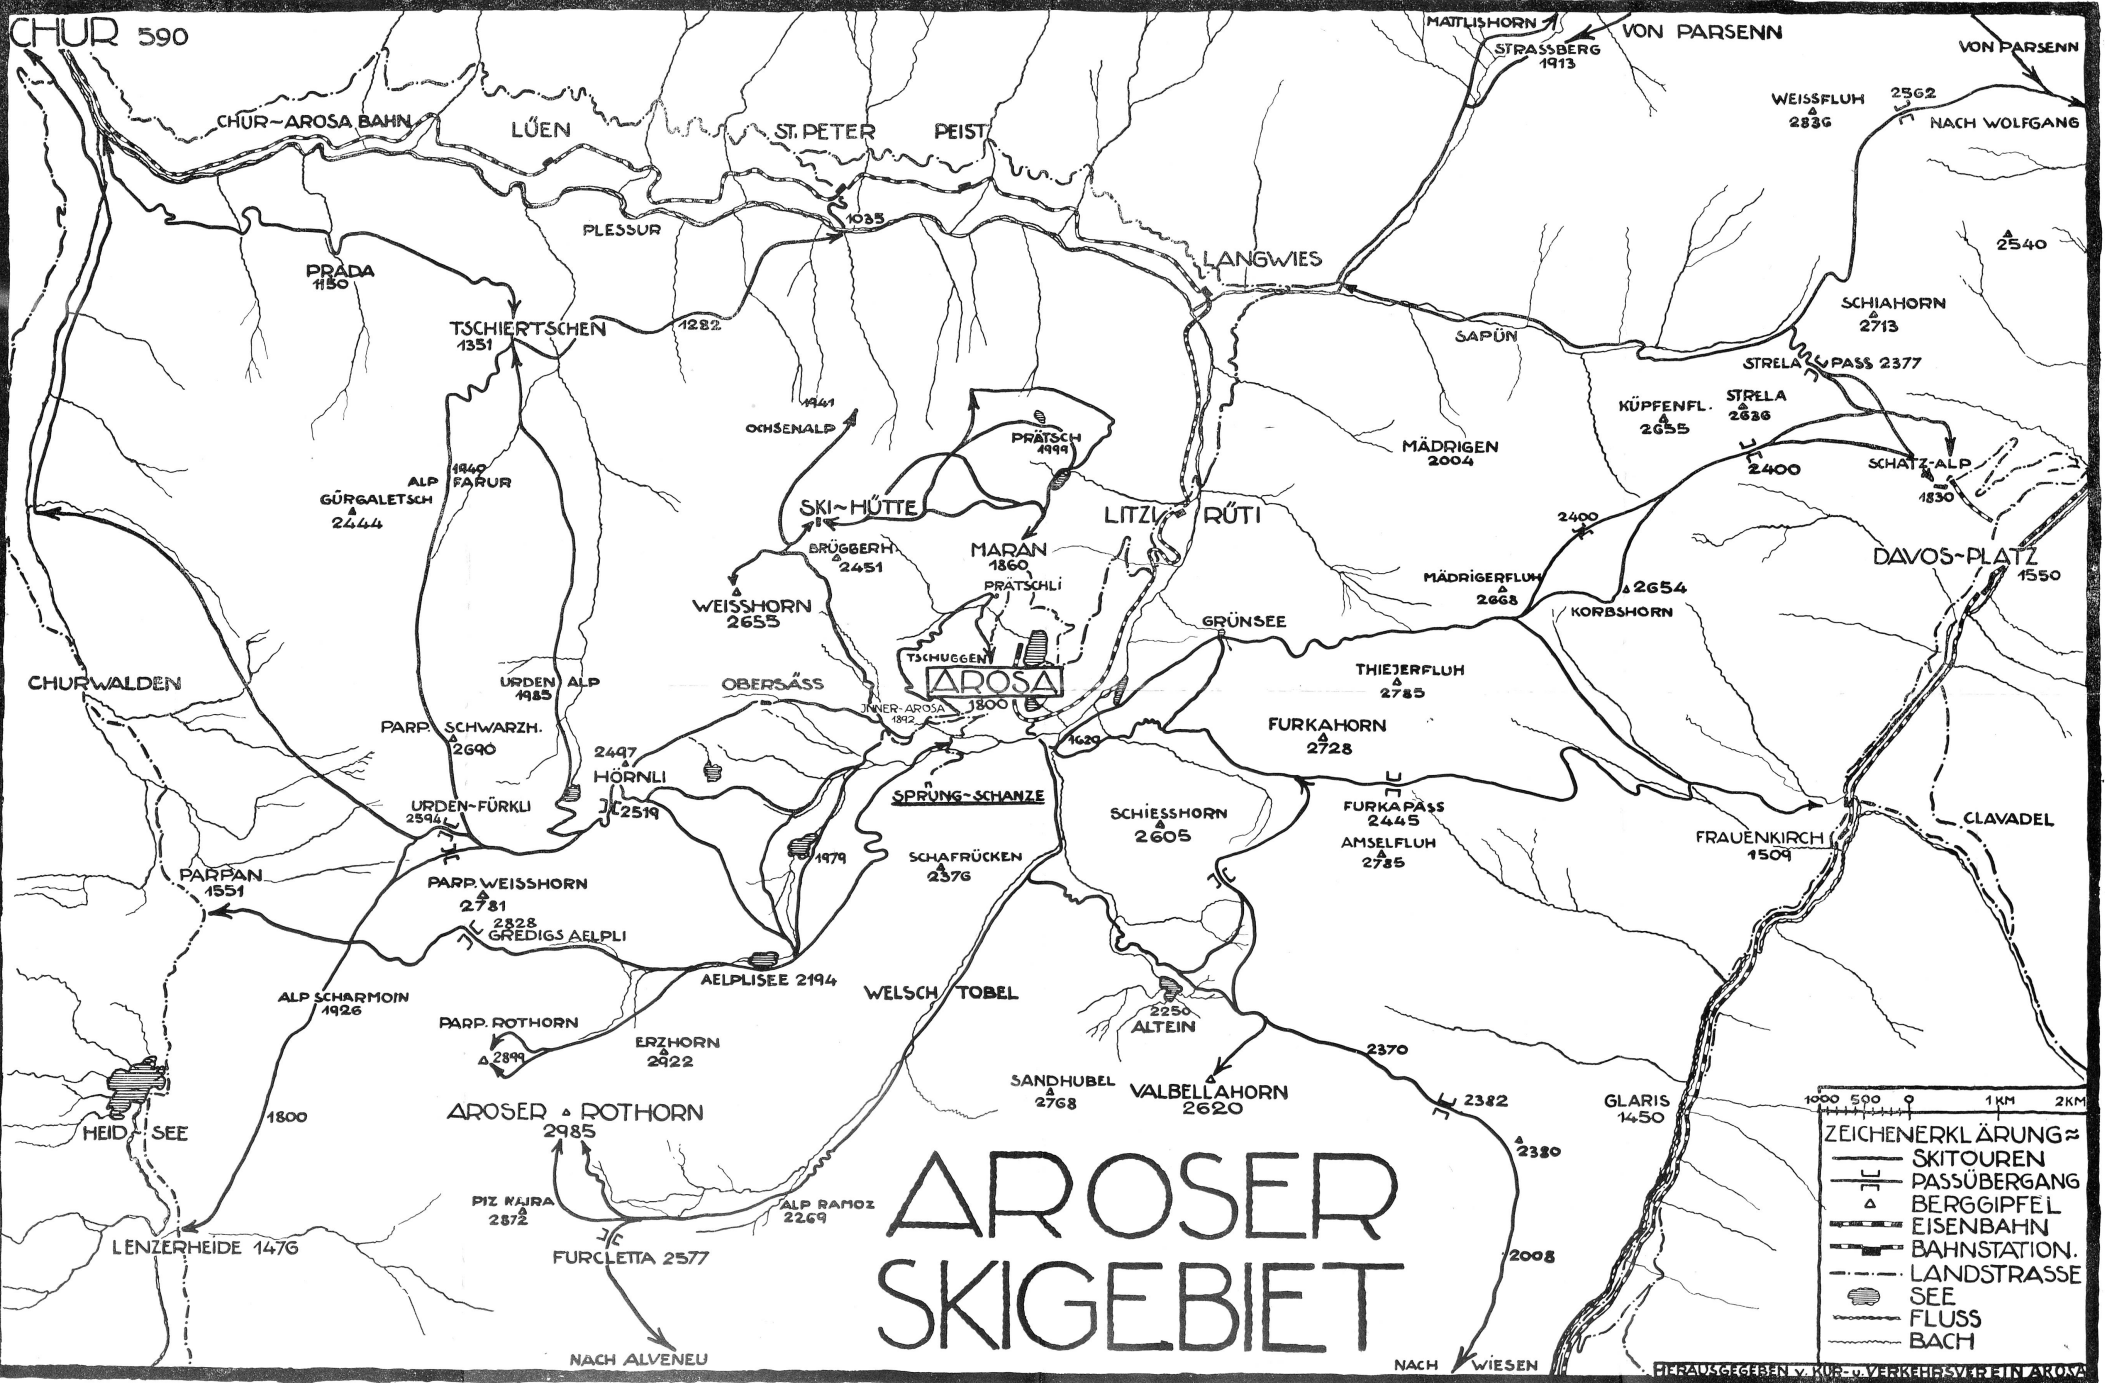 CHUR 590
MATTLISHORN
STRASSBERG
1913
VON PARSENN
VON PARSENN
WEISSFLUH
2836
2562
NACH WOLFGANG
CHUR~AROSA BAHN
LÜEN
ST. PETER
PEIST
1035
PLESSUR
LANGWIES
2540
PRADA
1150
SCHIAHORN
2713
TSCHIERTSCHEN
1351
1282
SAPÜN
STRELA PASS 2377
STRELA
2636
KÜPFENFL.
2655
1941
OCHSENALP
PRÄTSCH
1999
MÄDRIGEN
2004
2400
SCHATZ-ALP
1830
1940
ALP FARUR
GÜRGALETSCH
2444
SKI~HÜTTE
LITZI RÜTI
2400
BRÜGGERH.
2451
MARAN
1860
PRÄTSCHLI
DAVOS~PLATZ
1550
MÄDRIGERFLUH
2668
2654
KORBSHORN
WEISSHORN
2655
GRÜNSEE
TSCHUGGEN
AROSA
1800
THIEJERFLUH
2785
CHURWALDEN
URDEN ALP
1985
OBERSÄSS
INNER-AROSA
1892
PARP. SCHWARZH.
2690
FURKAHORN
2728
1620
2497
HÖRNLI
2519
SPRUNG~SCHANZE
URDEN~FÜRKLI
2594
SCHIESSHORN
2605
FURKAPASS
2445
AMSELFLUH
2785
FRAUENKIRCH
1509
CLAVADEL
1979
SCHAFRÜCKEN
2376
PARPAN
1551
PARP. WEISSHORN
2781
2828
GREDIGS AELPLI
AELPLISEE 2194
WELSCH TOBEL
ALP SCHARMOIN
1926
2250
ALTEIN
PARP. ROTHORN
2899
ERZHORN
2922
2370
SANDHUBEL
2768
VALBELLAHORN
2620
2382
GLARIS
1450
1800
AROSER ROTHORN
2985
HEID SEE
2380
PIZ NAIRA
2872
ALP RAMOZ
2269
AROSER
SKIGEBIET
LENZERHEIDE 1476
FURCLETTA 2577
2008
NACH ALVENEU
NACH WIESEN
1000 500 0 1KM 2KM
ZEICHENERKLÄRUNG
SKITOUREN
PASSÜBERGANG
BERGGIPFEL
EISENBAHN
BAHNSTATION.
LANDSTRASSE
SEE
FLUSS
BACH
HERAUSGEGEBEN v. KUR- u. VERKEHRSVEREIN AROSA